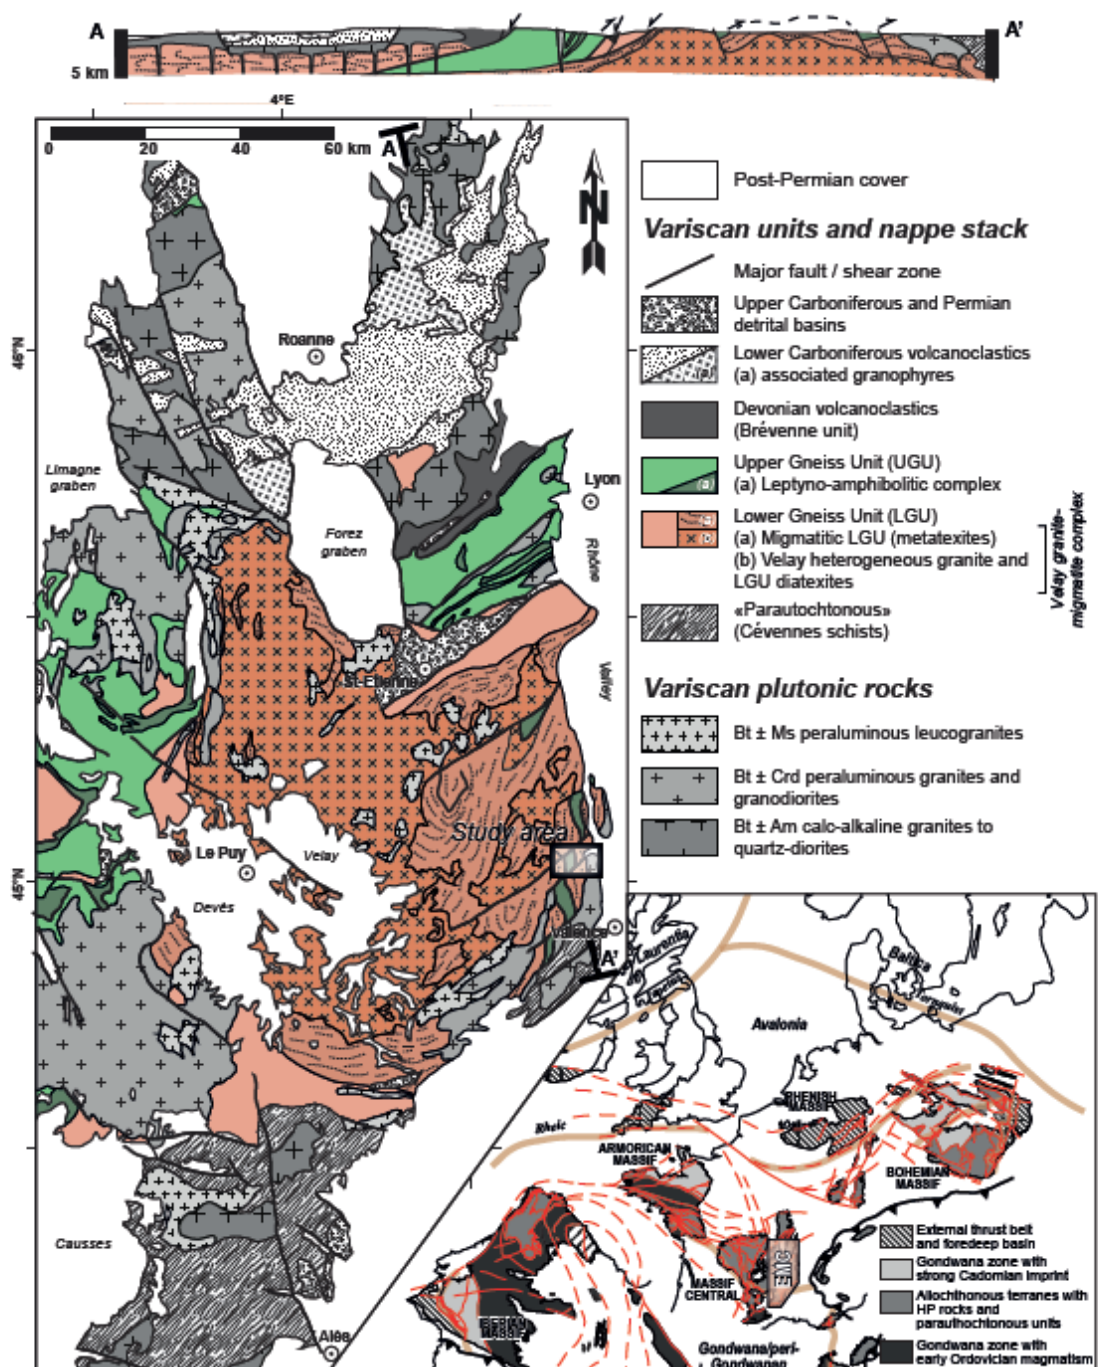 A
A'
5 km
4°E
0 20 40 60 km
A
N
46°N
Roanne
Limagne
graben
Forez
graben
Lyon
Rhône
Valley
St-Etienne
Study area
Le Puy
Velay
45°N
Devès
Valence
A'
Causses
Alès
Post-Permian cover
Variscan units and nappe stack
Major fault / shear zone
Upper Carboniferous and Permian
detrital basins
(a)
Lower Carboniferous volcanoclastics
(a) associated granophyres
Devonian volcanoclastics
(Brévenne unit)
(a)
Upper Gneiss Unit (UGU)
(a) Leptyno-amphibolitic complex
Lower Gneiss Unit (LGU)
(a) Migmatitic LGU (metatexites)
(b) Velay heterogeneous granite and
LGU diatexites
Velay granite-
migmatite complex
«Parautochtonous»
(Cévennes schists)
Variscan plutonic rocks
Bt ± Ms peraluminous leucogranites
Bt ± Crd peraluminous granites and
granodiorites
Bt ± Am calc-alkaline granites to
quartz-diorites
Laurentia
Baltica
Avalonia
Rheic
RHENISH
MASSIF
ARMORICAN
MASSIF
BOHEMIAN
MASSIF
MASSIF
CENTRAL
EMC
IBERIAN
MASSIF
Gondwana/peri-
Gondwanan
External thrust belt
and foredeep basin
Gondwana zone with
strong Cadomian imprint
Allochthonous terranes with
HP rocks and
parauthochtonous units
Gondwana zone with
early Ordovician magmatism